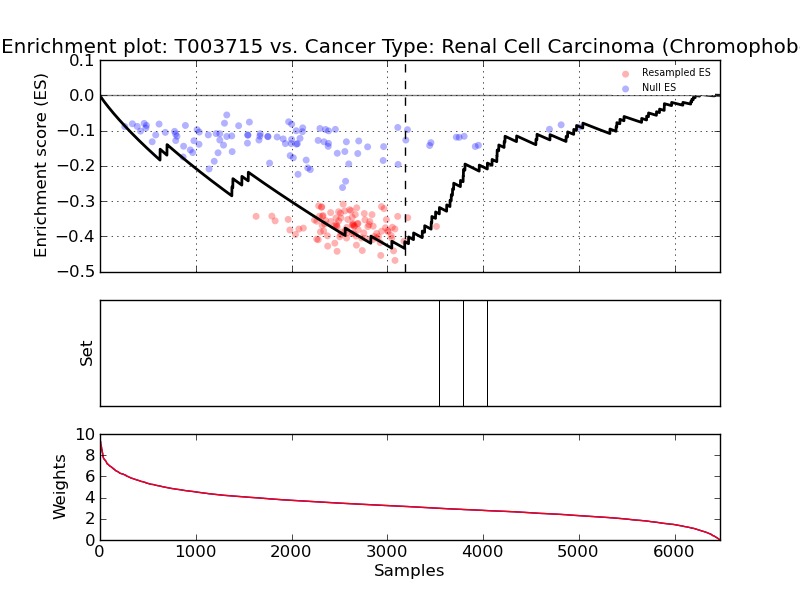 Enrichment plot: T003715 vs. Cancer Type: Renal Cell Carcinoma (Chromophob
Enrichment score (ES)
0.1
0.0
−0.1
−0.2
−0.3
−0.4
−0.5
Resampled ES
Null ES
Set
Weights
10
8
6
4
2
0
0 1000 2000 3000 4000 5000 6000
Samples